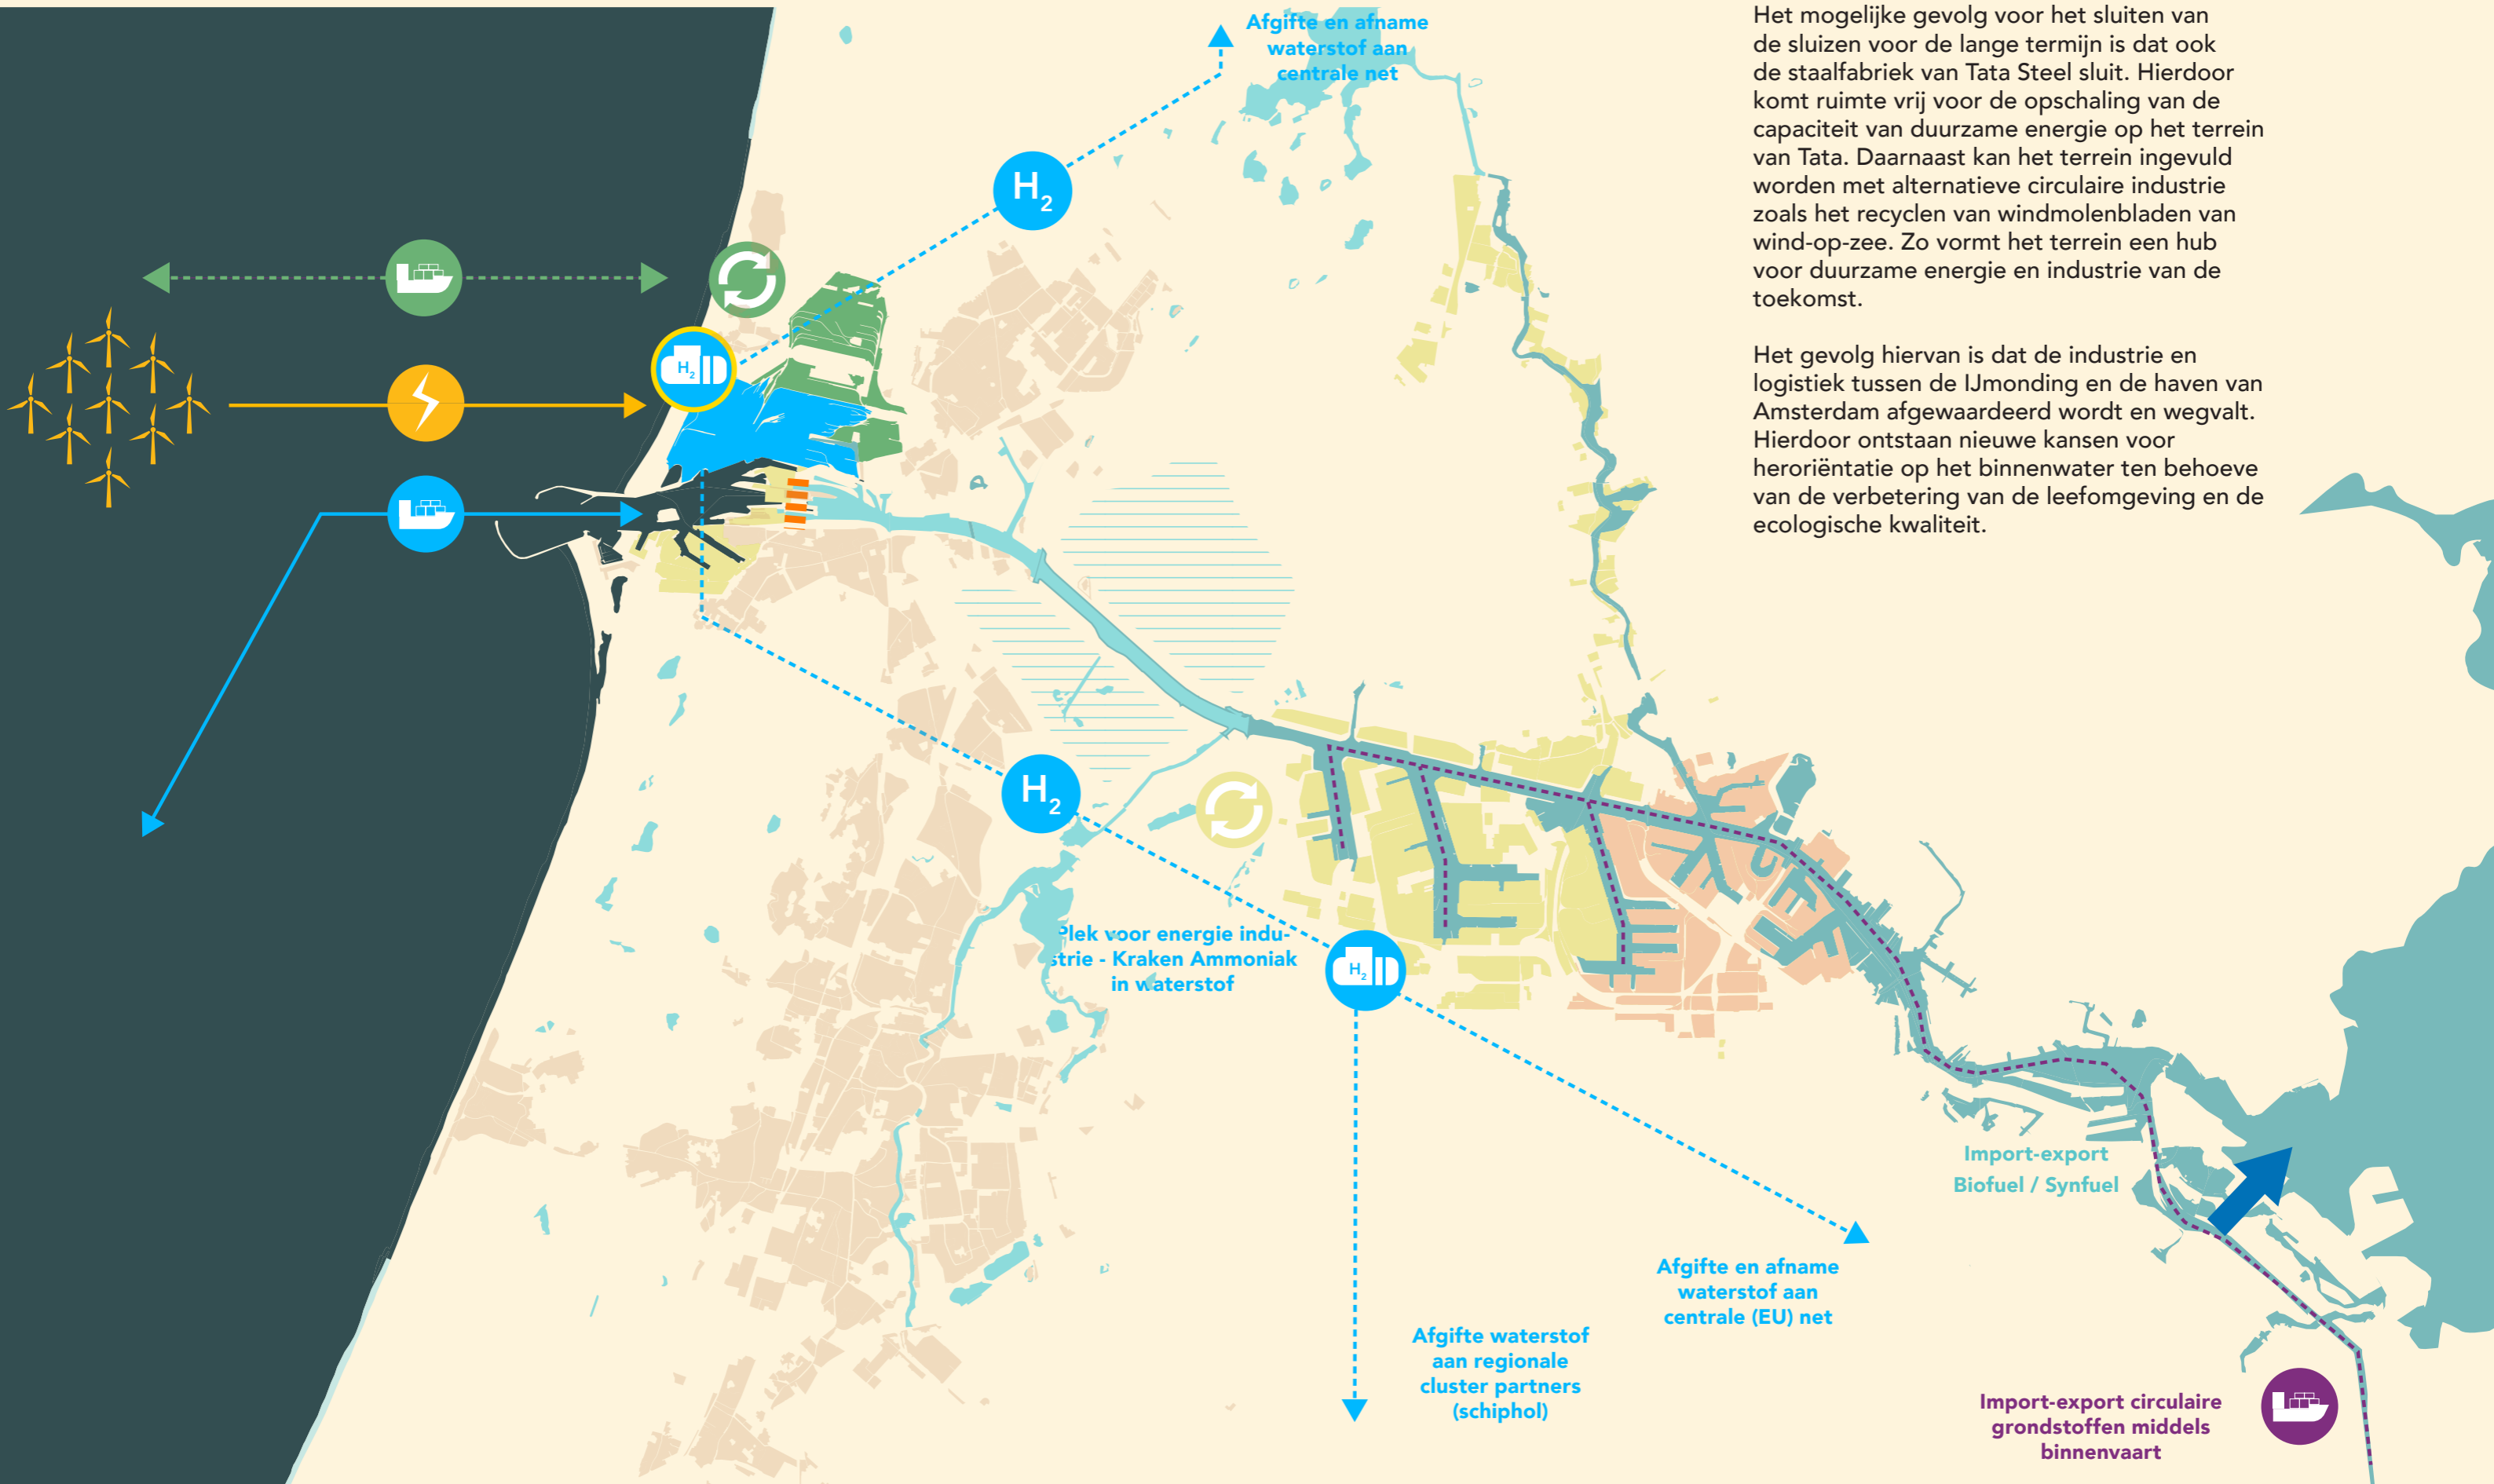 Afgifte en afname
waterstof aan
centrale net
Het mogelijke gevolg voor het sluiten van
de sluizen voor de lange termijn is dat ook
de staalfabriek van Tata Steel sluit. Hierdoor
komt ruimte vrij voor de opschaling van de
capaciteit van duurzame energie op het terrein
van Tata. Daarnaast kan het terrein ingevuld
worden met alternatieve circulaire industrie
zoals het recyclen van windmolenbladen van
wind-op-zee. Zo vormt het terrein een hub
voor duurzame energie en industrie van de
toekomst.
Het gevolg hiervan is dat de industrie en
logistiek tussen de IJmonding en de haven van
Amsterdam afgewaardeerd wordt en wegvalt.
Hierdoor ontstaan nieuwe kansen voor
heroriëntatie op het binnenwater ten behoeve
van de verbetering van de leefomgeving en de
ecologische kwaliteit.
H2
H2
H2
Plek voor energie indu-
strie - Kraken Ammoniak
in waterstof
H2
Import-export
Biofuel / Synfuel
Afgifte en afname
waterstof aan
centrale (EU) net
Afgifte waterstof
aan regionale
cluster partners
(schiphol)
Import-export circulaire
grondstoffen middels
binnenvaart